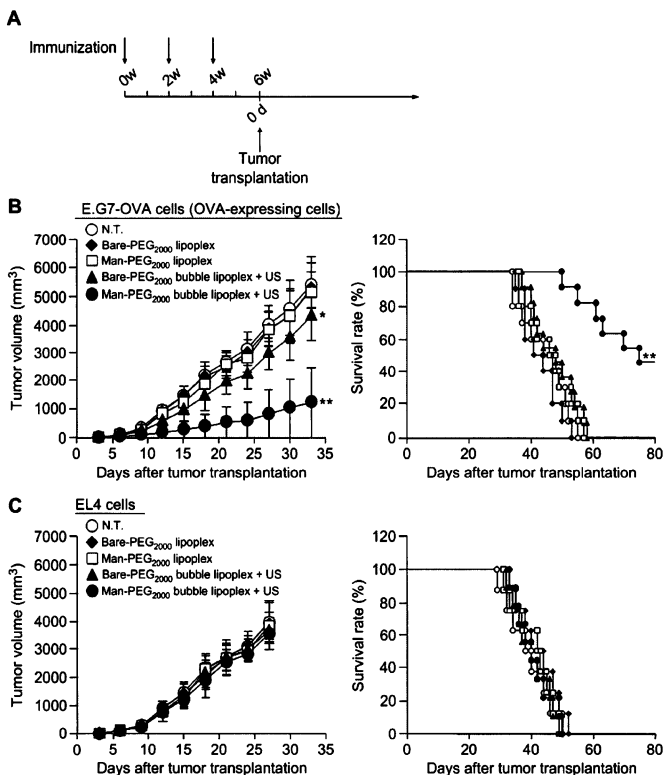 A
Immunization
0w 2w 4w 6w
0 d
Tumor
transplantation
B
E.G7-OVA cells (OVA-expressing cells)
N.T.
Bare-PEG2000 lipoplex
Man-PEG2000 lipoplex
Bare-PEG2000 bubble lipoplex + US
Man-PEG2000 bubble lipoplex + US
Tumor volume (mm3)
7000
6000
5000
4000
3000
2000
1000
0
*
**
0 5 10 15 20 25 30 35
Days after tumor transplantation
Survival rate (%)
120
100
80
60
40
20
0
**
0 20 40 60 80
Days after tumor transplantation
C
EL4 cells
N.T.
Bare-PEG2000 lipoplex
Man-PEG2000 lipoplex
Bare-PEG2000 bubble lipoplex + US
Man-PEG2000 bubble lipoplex + US
Tumor volume (mm3)
7000
6000
5000
4000
3000
2000
1000
0
0 5 10 15 20 25 30 35
Days after tumor transplantation
Survival rate (%)
120
100
80
60
40
20
0
0 20 40 60 80
Days after tumor transplantation